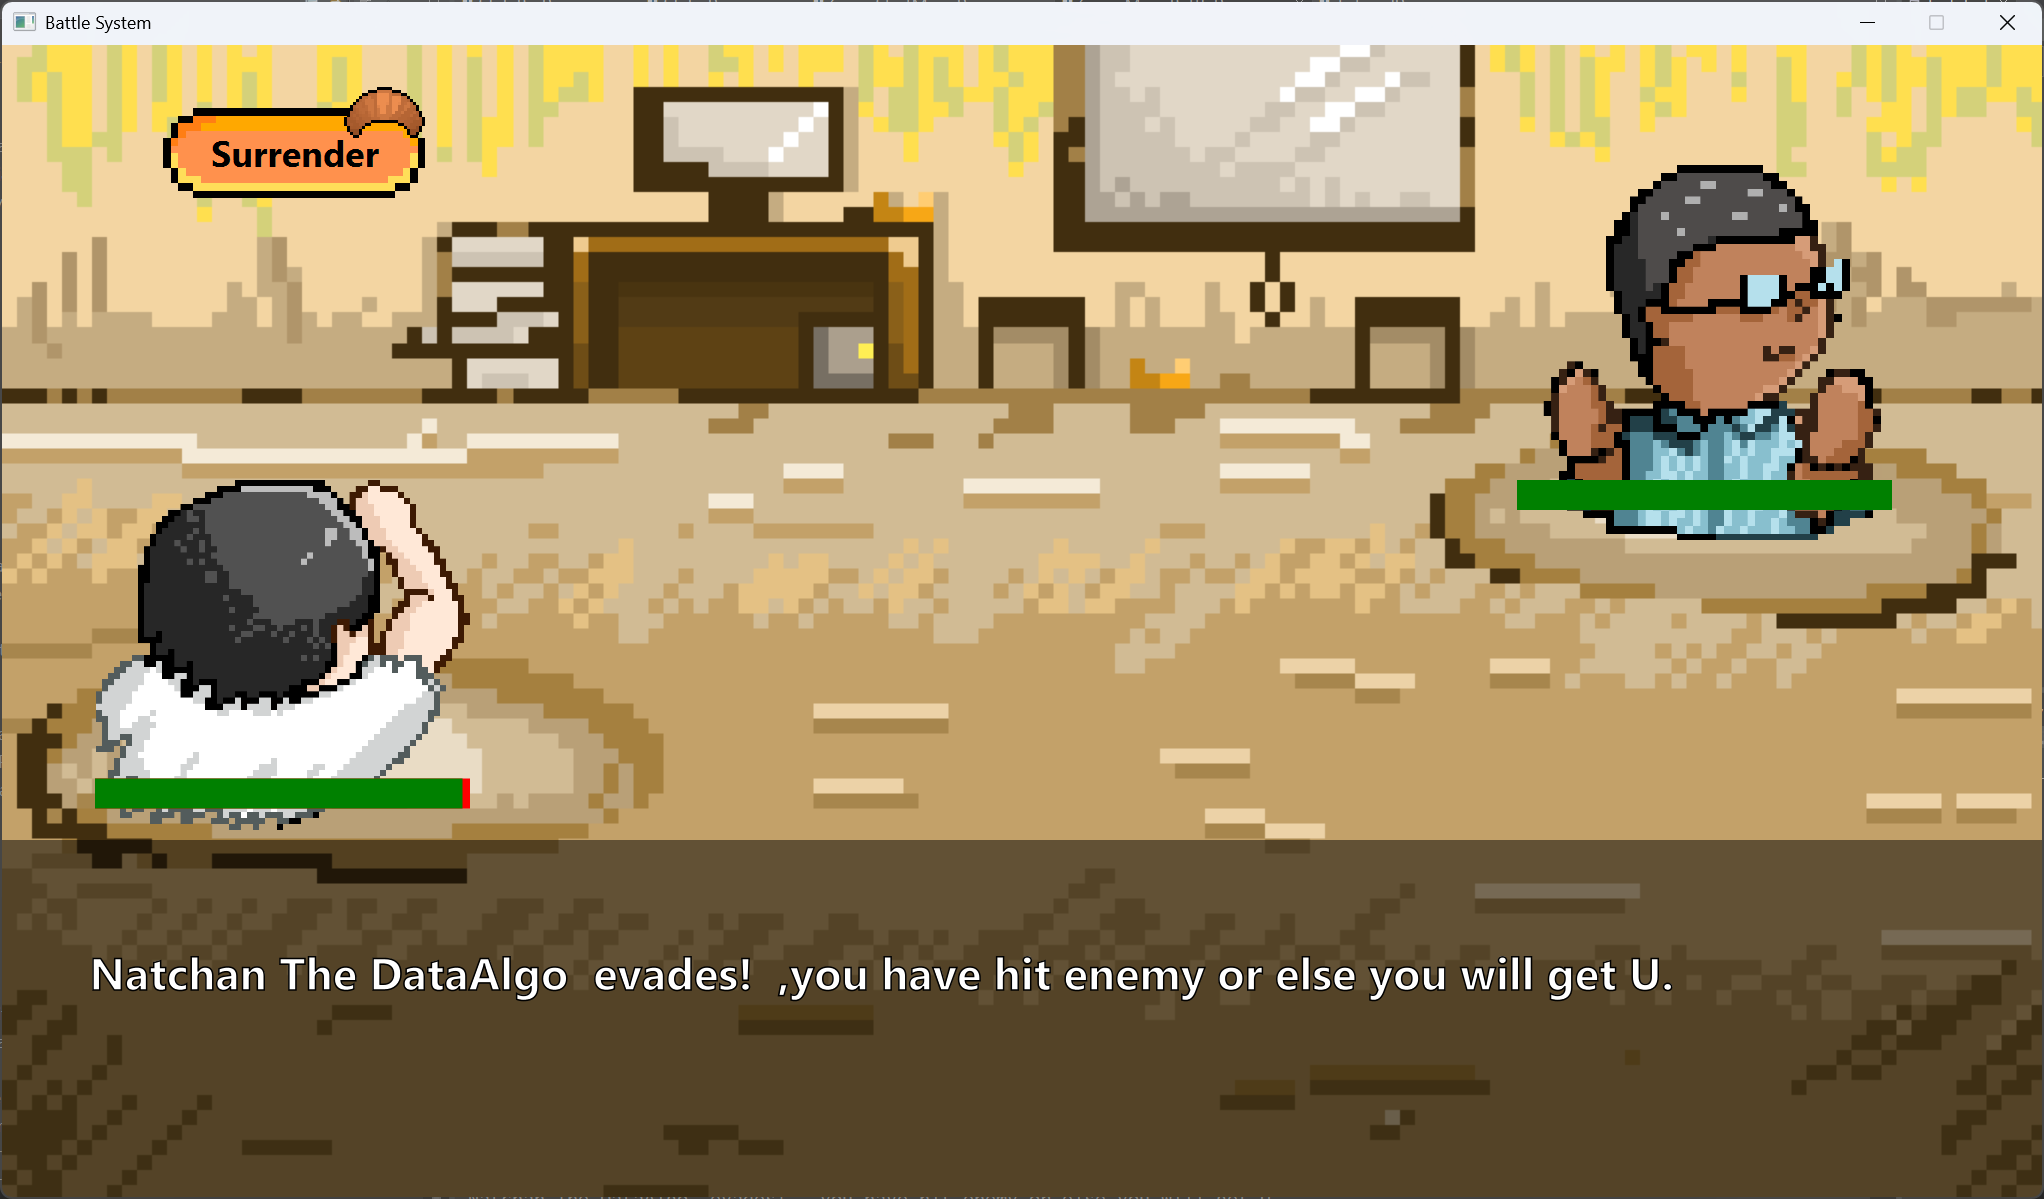 Battle System
Surrender
Natchan The DataAlgo  evades!  ,you have hit enemy or else you will get U.